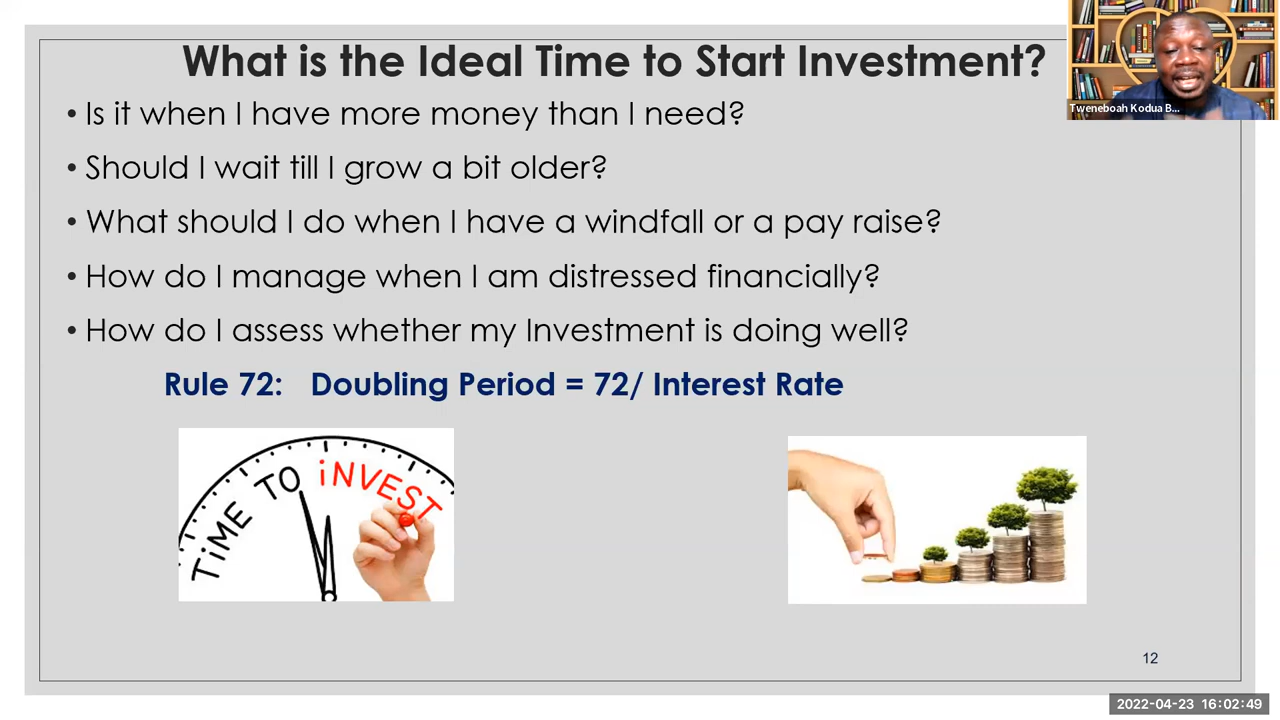 What is the Ideal Time to Start Investment?
• Is it when I have more money than I need?
• Should I wait till I grow a bit older?
• What should I do when I have a windfall or a pay raise?
• How do I manage when I am distressed financially?
• How do I assess whether my Investment is doing well?
Rule 72: Doubling Period = 72/ Interest Rate
TiME TO iNVEST
12
Tweneboah Kodua B...
2022-04-23 16:02:49